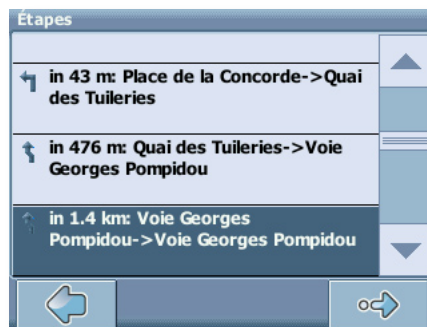 Étapes
in 43 m: Place de la Concorde->Quai
des Tuileries
in 476 m: Quai des Tuileries->Voie
Georges Pompidou
in 1.4 km: Voie Georges
Pompidou->Voie Georges Pompidou